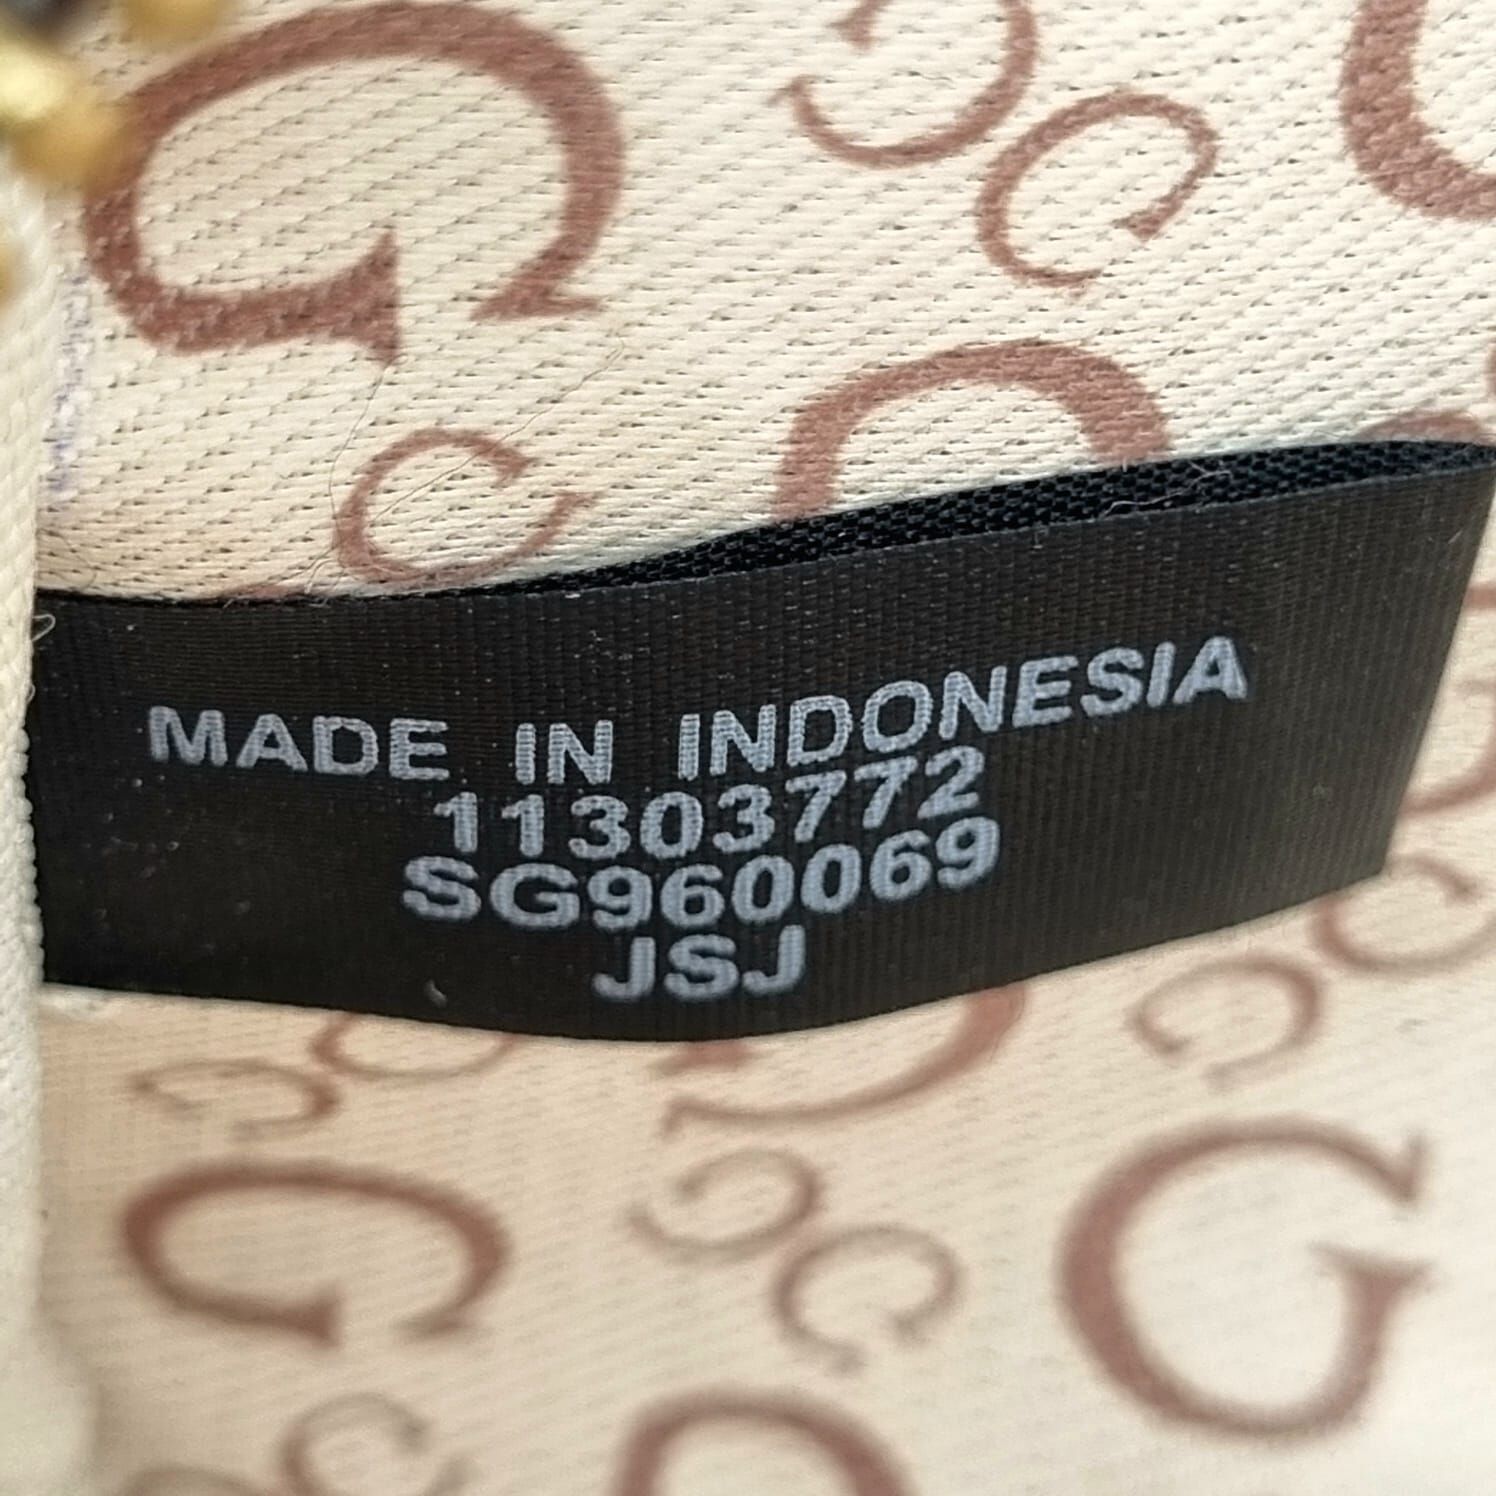 MADE IN INDONESIA
11303772
SG960069
JSJ